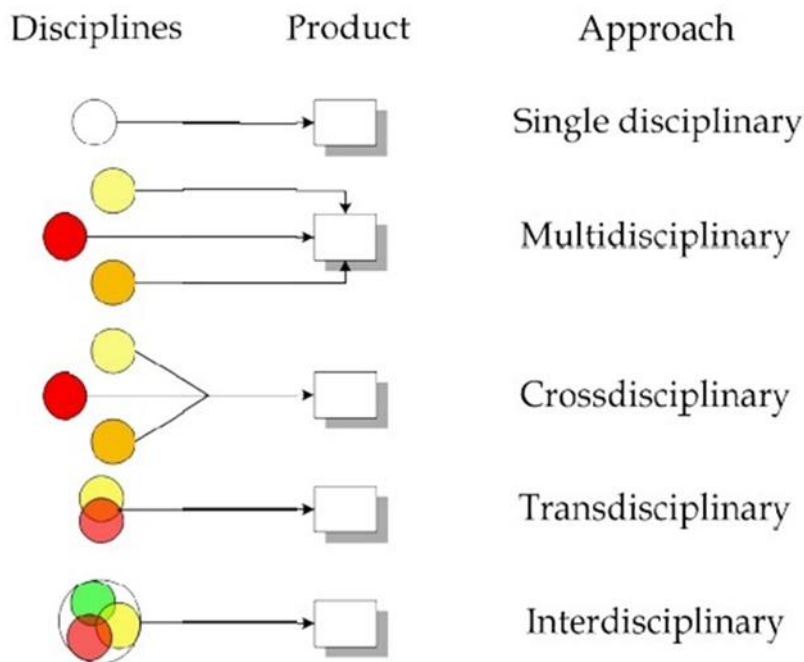 Disciplines Product Approach
Single disciplinary
Multidisciplinary
Crossdisciplinary
Transdisciplinary
Interdisciplinary